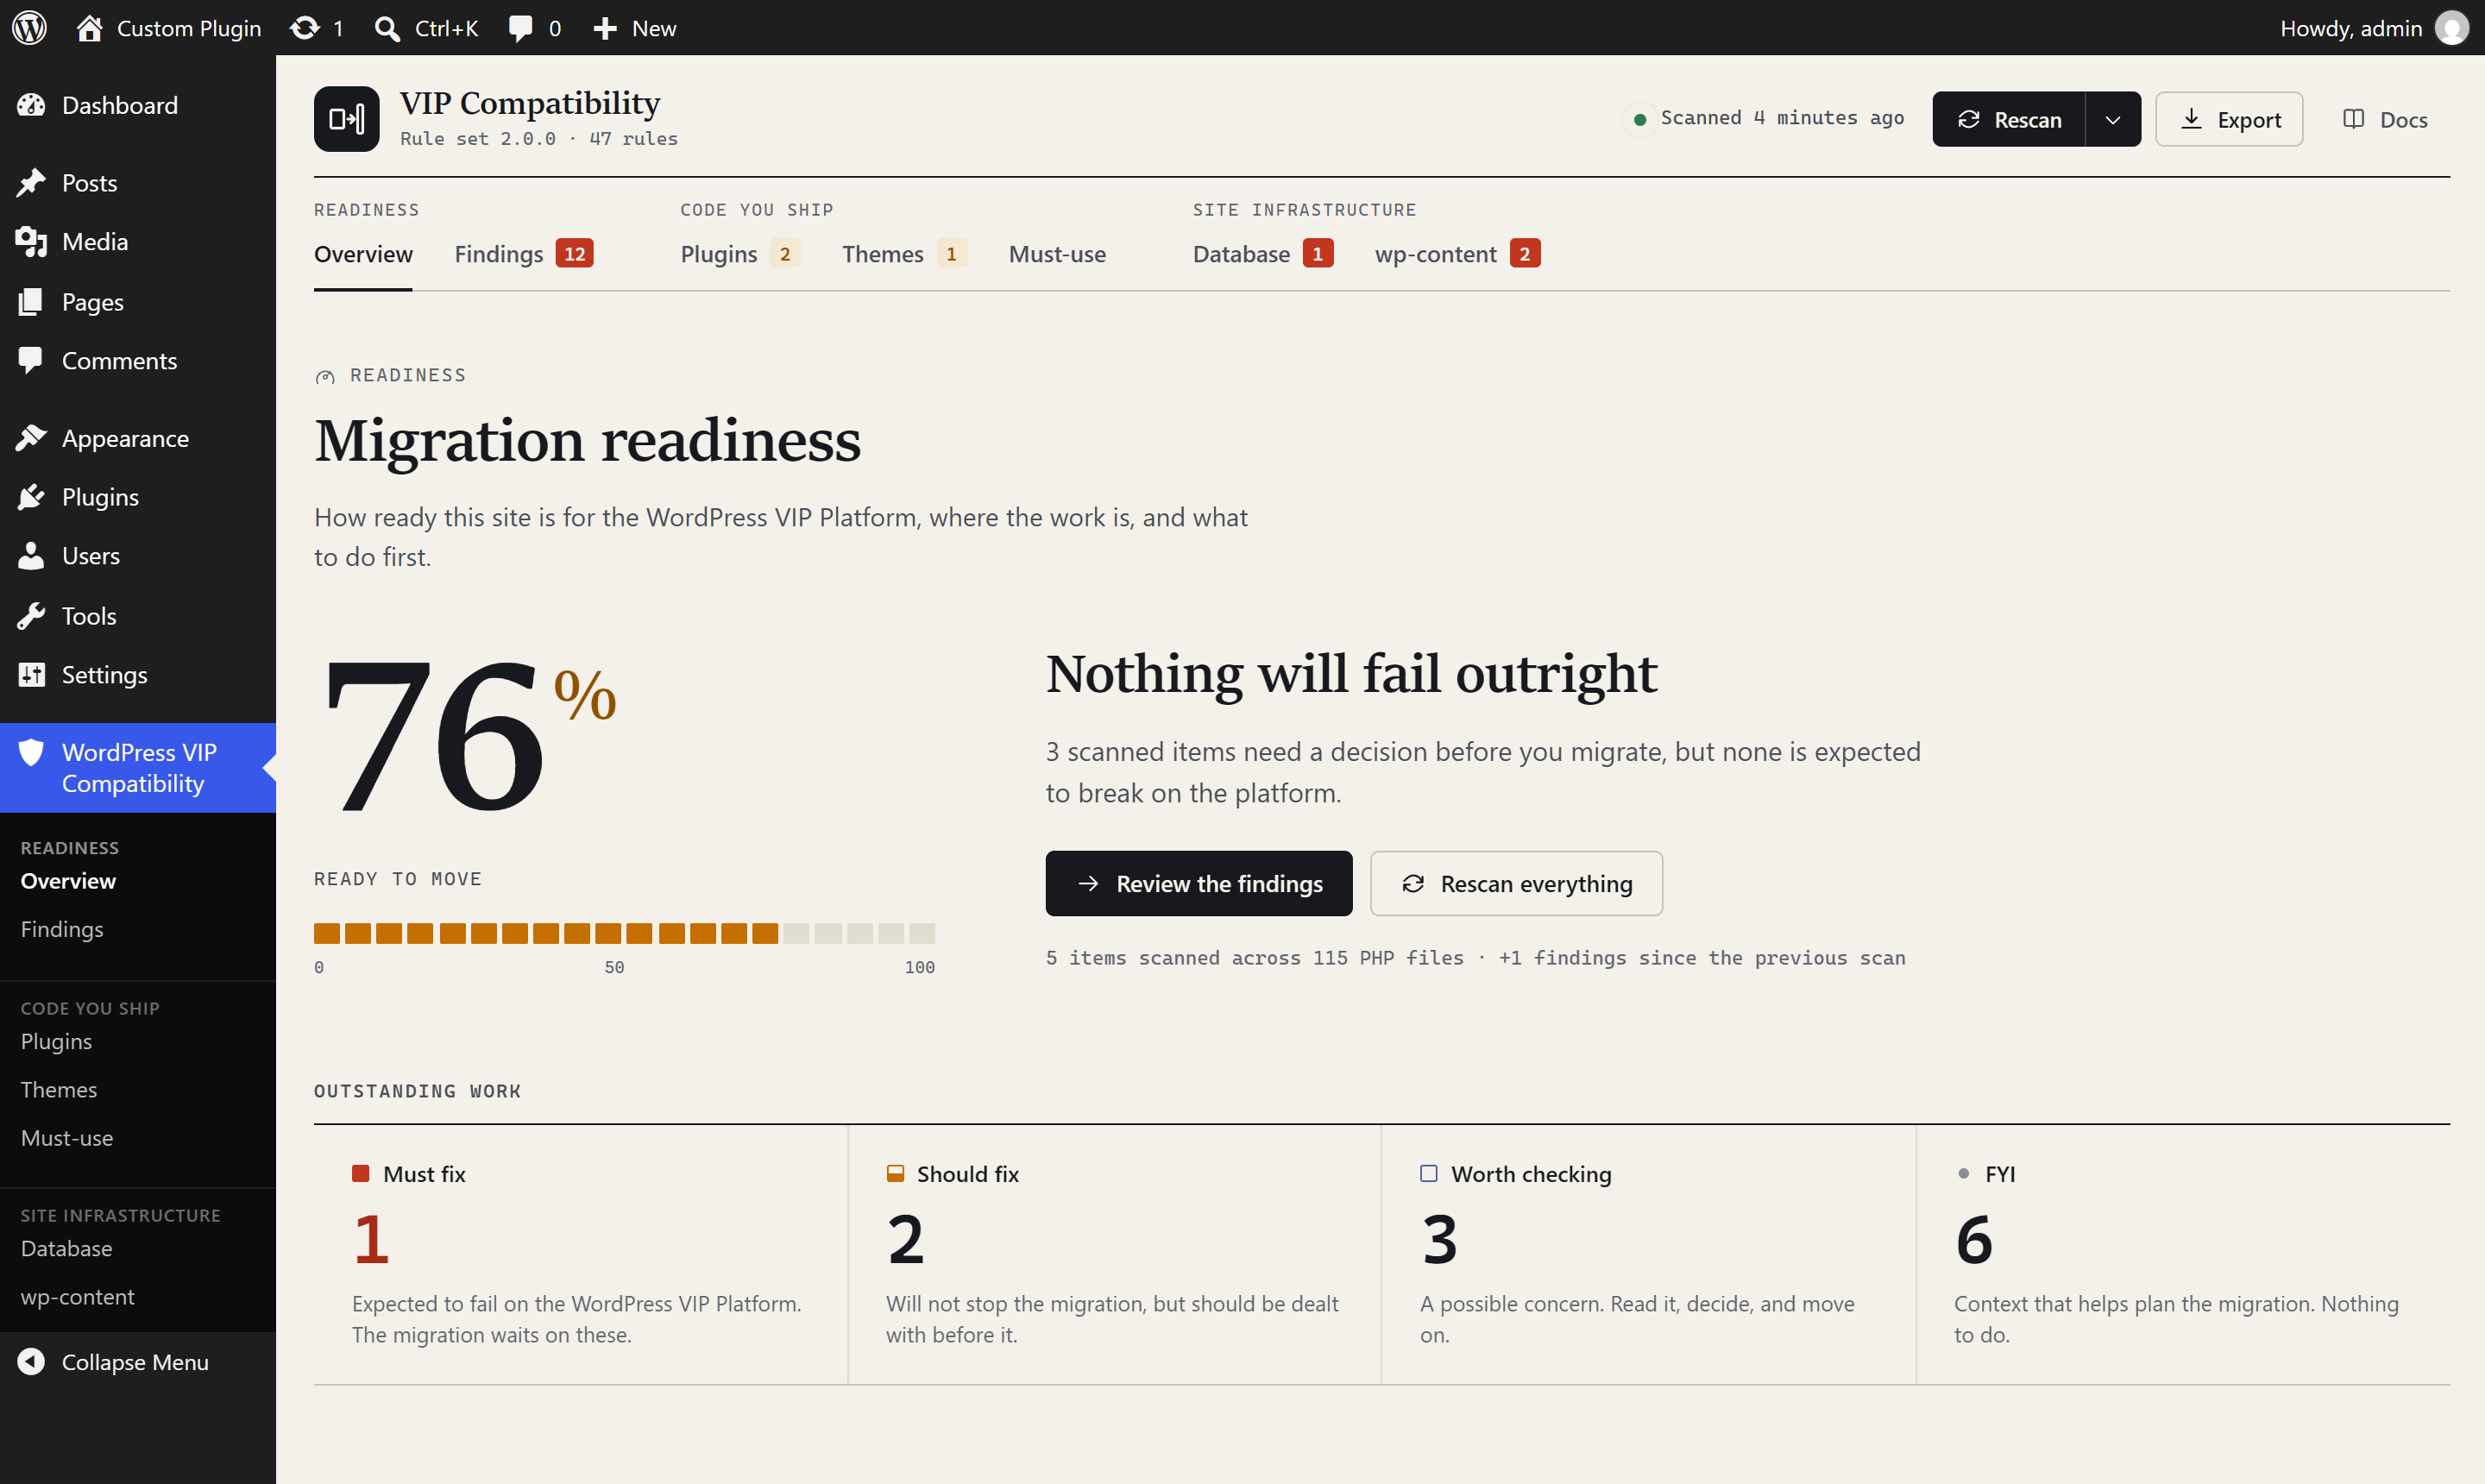 Custom Plugin
1
Ctrl+K
0
New
Howdy, admin
Dashboard
Posts
Media
Pages
Comments
Appearance
Plugins
Users
Tools
Settings
WordPress VIP
Compatibility
READINESS
Overview
Findings
CODE YOU SHIP
Plugins
Themes
Must-use
SITE INFRASTRUCTURE
Database
wp-content
Collapse Menu
VIP Compatibility
Rule set 2.0.0 · 47 rules
Scanned 4 minutes ago
Rescan
Export
Docs
READINESS
Overview
Findings 12
CODE YOU SHIP
Plugins 2
Themes 1
Must-use
SITE INFRASTRUCTURE
Database 1
wp-content 2
READINESS
Migration readiness
How ready this site is for the WordPress VIP Platform, where the work is, and what
to do first.
76%
READY TO MOVE
0 50 100
Nothing will fail outright
3 scanned items need a decision before you migrate, but none is expected
to break on the platform.
Review the findings
Rescan everything
5 items scanned across 115 PHP files · +1 findings since the previous scan
OUTSTANDING WORK
Must fix
1
Expected to fail on the WordPress VIP Platform.
The migration waits on these.
Should fix
2
Will not stop the migration, but should be dealt
with before it.
Worth checking
3
A possible concern. Read it, decide, and move
on.
FYI
6
Context that helps plan the migration. Nothing
to do.